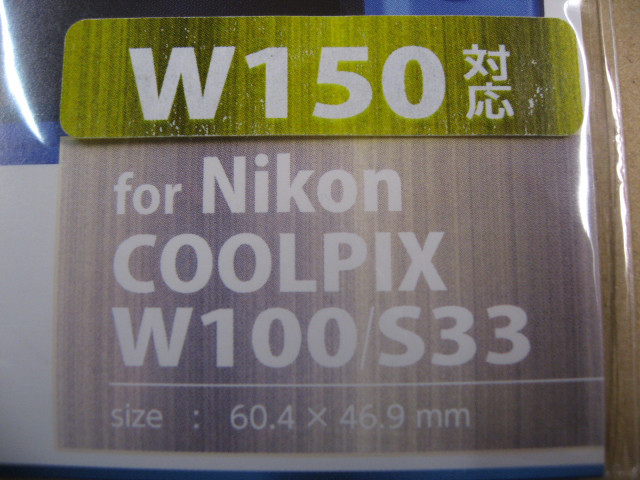 W150 対応
for Nikon
COOLPIX
W100/S33
size : 60.4 × 46.9 mm